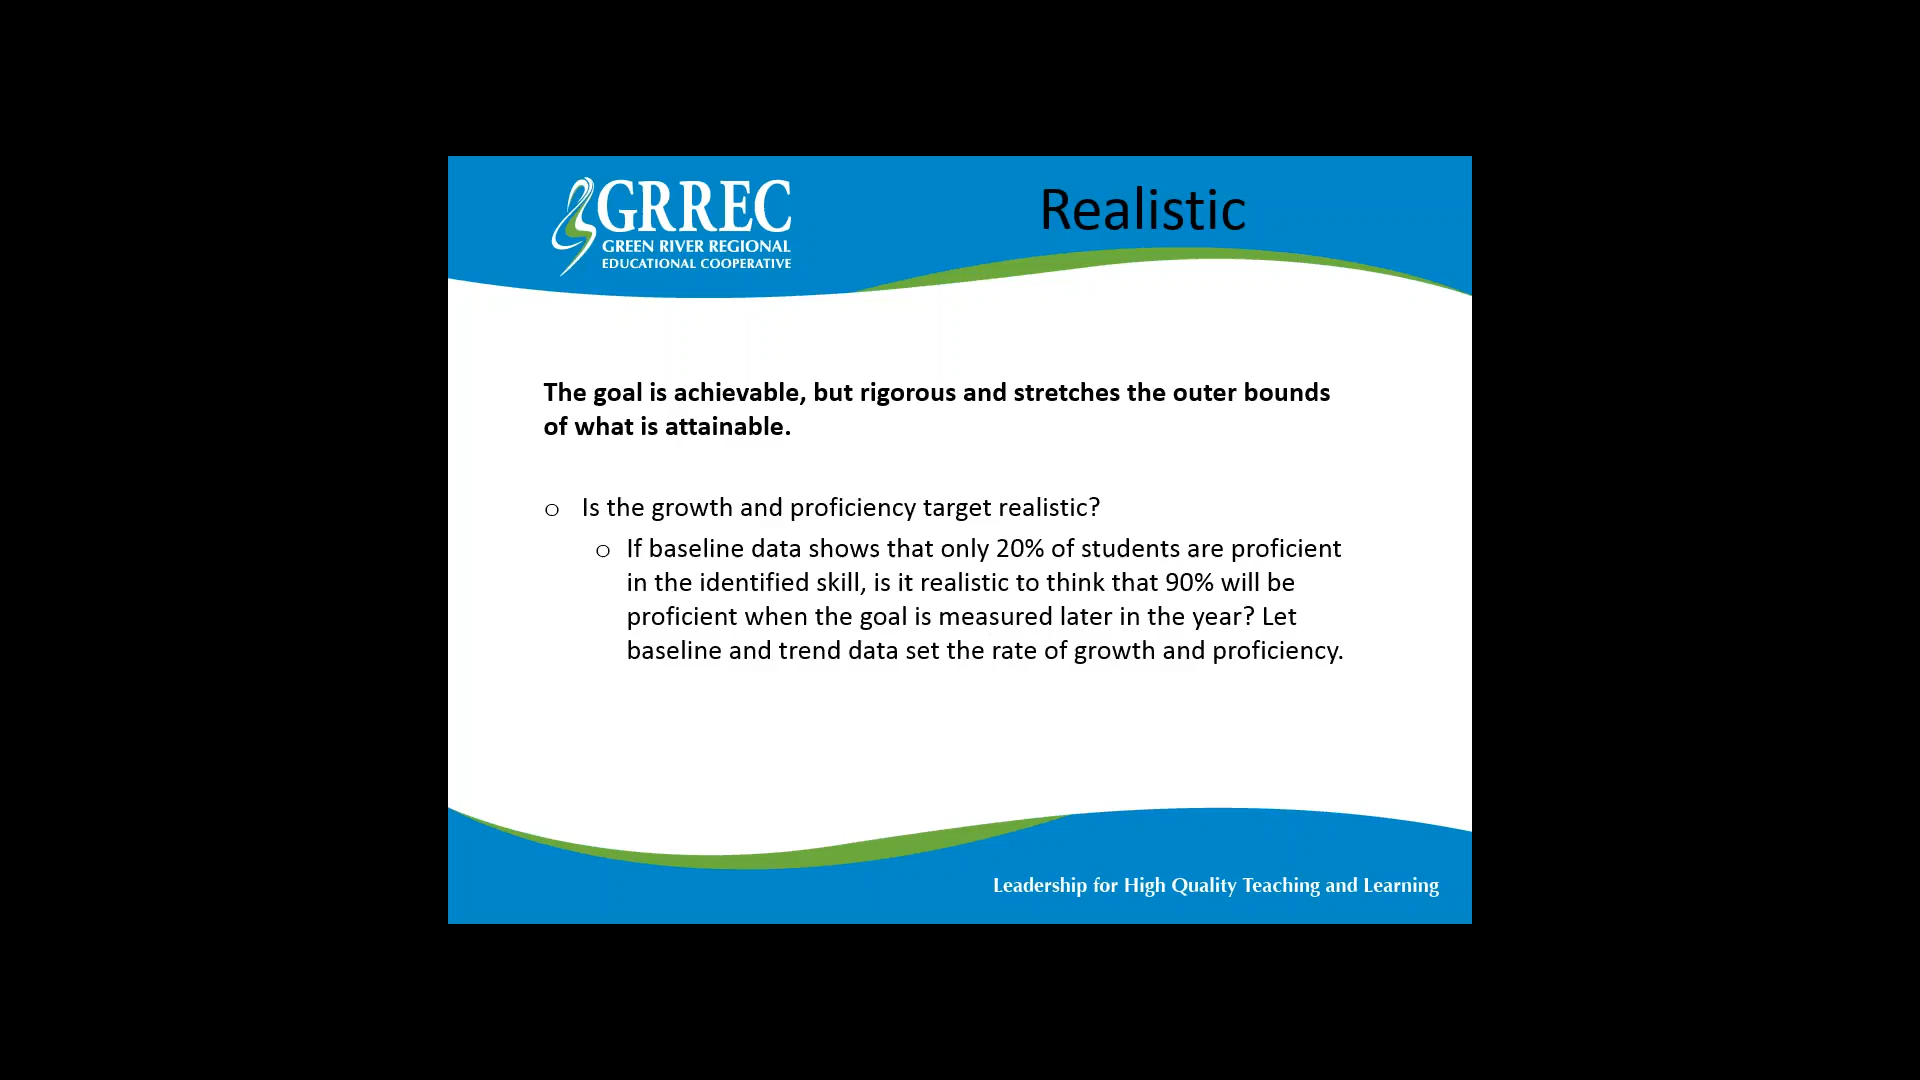 GRREC
GREEN RIVER REGIONAL
EDUCATIONAL COOPERATIVE
Realistic
The goal is achievable, but rigorous and stretches the outer bounds
of what is attainable.
o Is the growth and proficiency target realistic?
o If baseline data shows that only 20% of students are proficient
in the identified skill, is it realistic to think that 90% will be
proficient when the goal is measured later in the year? Let
baseline and trend data set the rate of growth and proficiency.
Leadership for High Quality Teaching and Learning